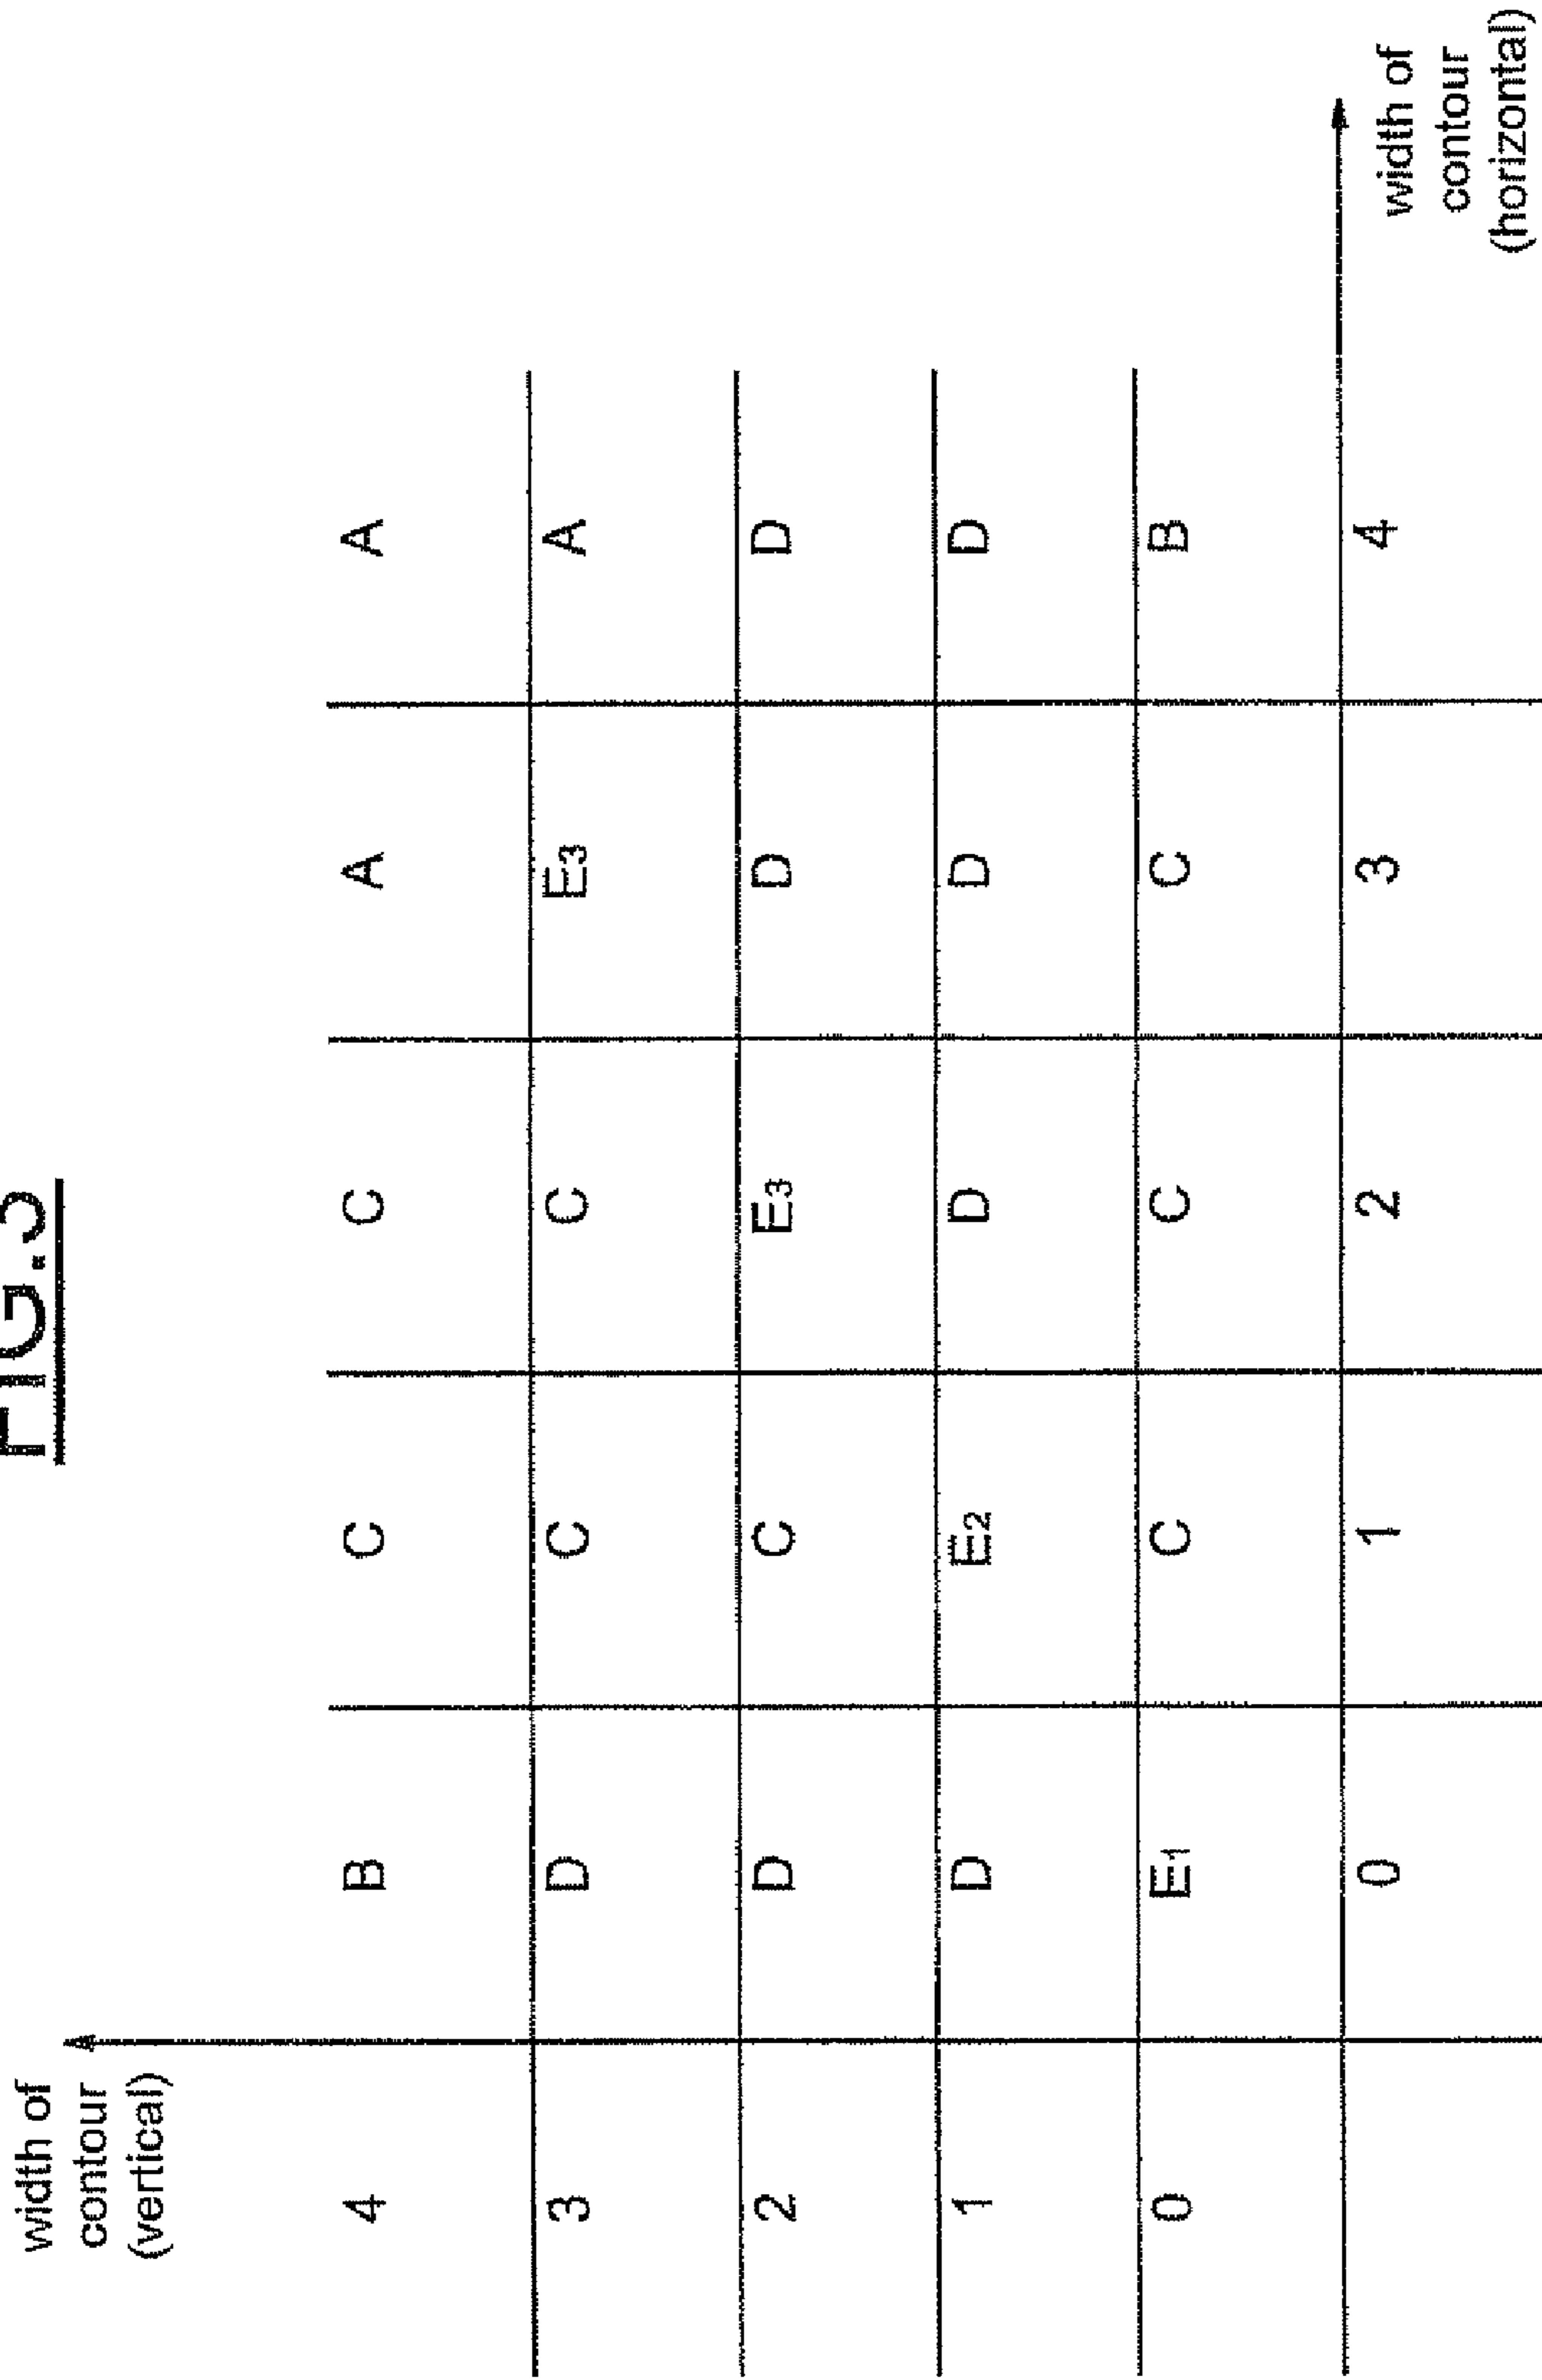 FIG.
width of
contour
(vertical)
4 B C C A A
3 D C C E3 A
2 D C E3 D D
1 D E2 D D D
0 E1 C C C B
0 1 2 3 4
width of
contour
(horizontal)